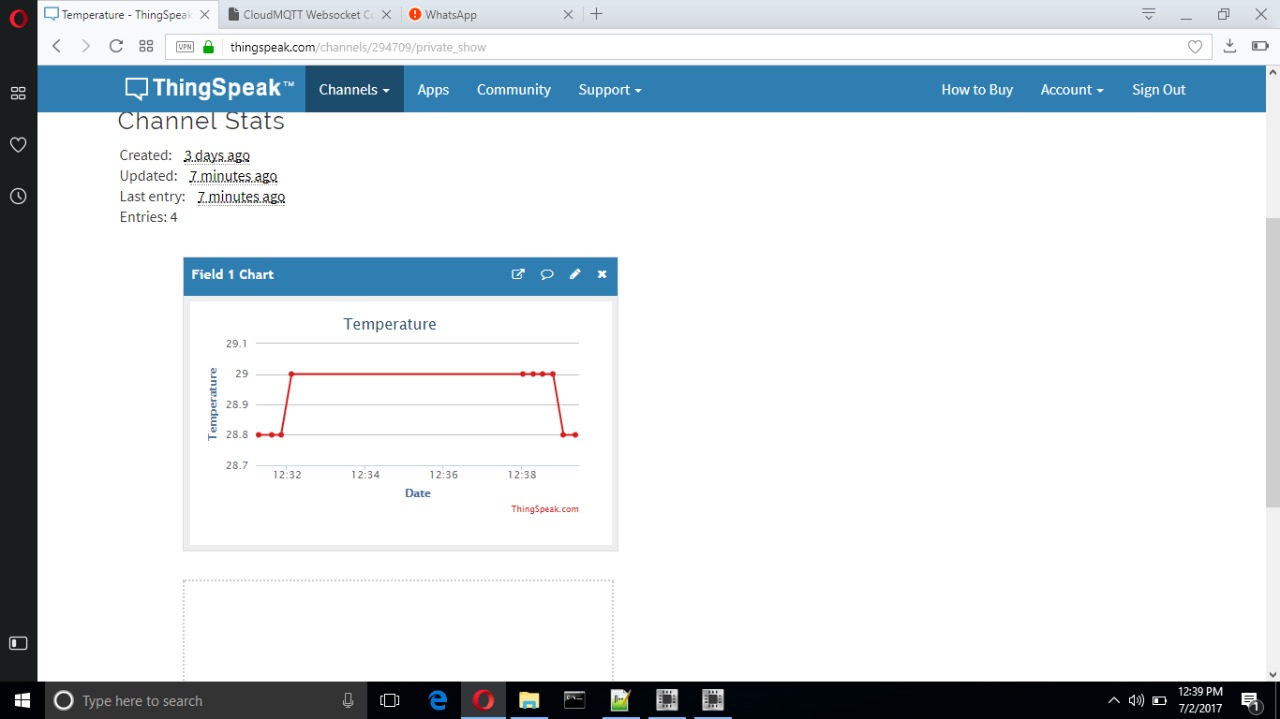 Temperature - ThingSpeak
CloudMQTT Websocket Co
WhatsApp
VPN
thingspeak.com/channels/294709/private_show
ThingSpeak™
Channels
Apps
Community
Support
How to Buy
Account
Sign Out
Channel Stats
Created: 3 days ago
Updated: 7 minutes ago
Last entry: 7 minutes ago
Entries: 4
Field 1 Chart
Temperature
Temperature
29.1
29
28.9
28.8
28.7
12:32
12:34
12:36
12:38
Date
ThingSpeak.com
Type here to search
12:39 PM
7/2/2017
1